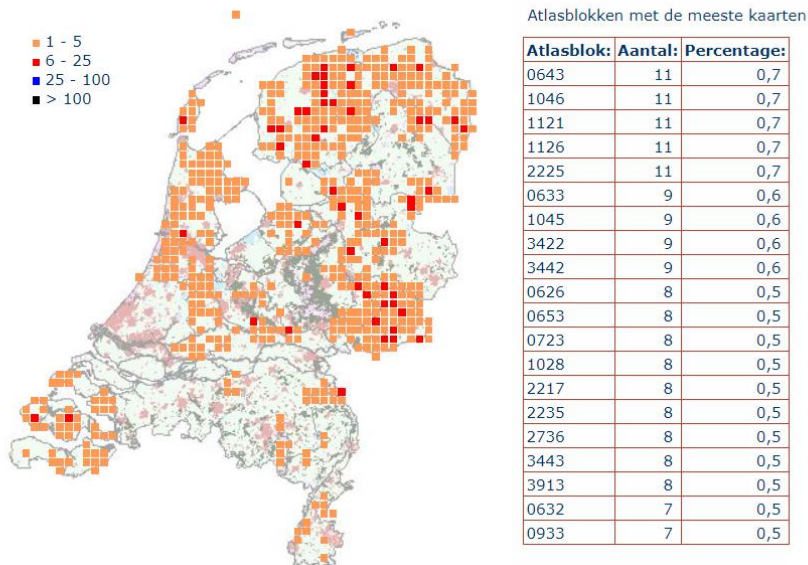 1 - 5
6 - 25
25 - 100
> 100
Atlasblokken met de meeste kaarten
Atlasblok: Aantal: Percentage:
0643 11 0,7
1046 11 0,7
1121 11 0,7
1126 11 0,7
2225 11 0,7
0633 9 0,6
1045 9 0,6
3422 9 0,6
3442 9 0,6
0626 8 0,5
0653 8 0,5
0723 8 0,5
1028 8 0,5
2217 8 0,5
2235 8 0,5
2736 8 0,5
3443 8 0,5
3913 8 0,5
0632 7 0,5
0933 7 0,5